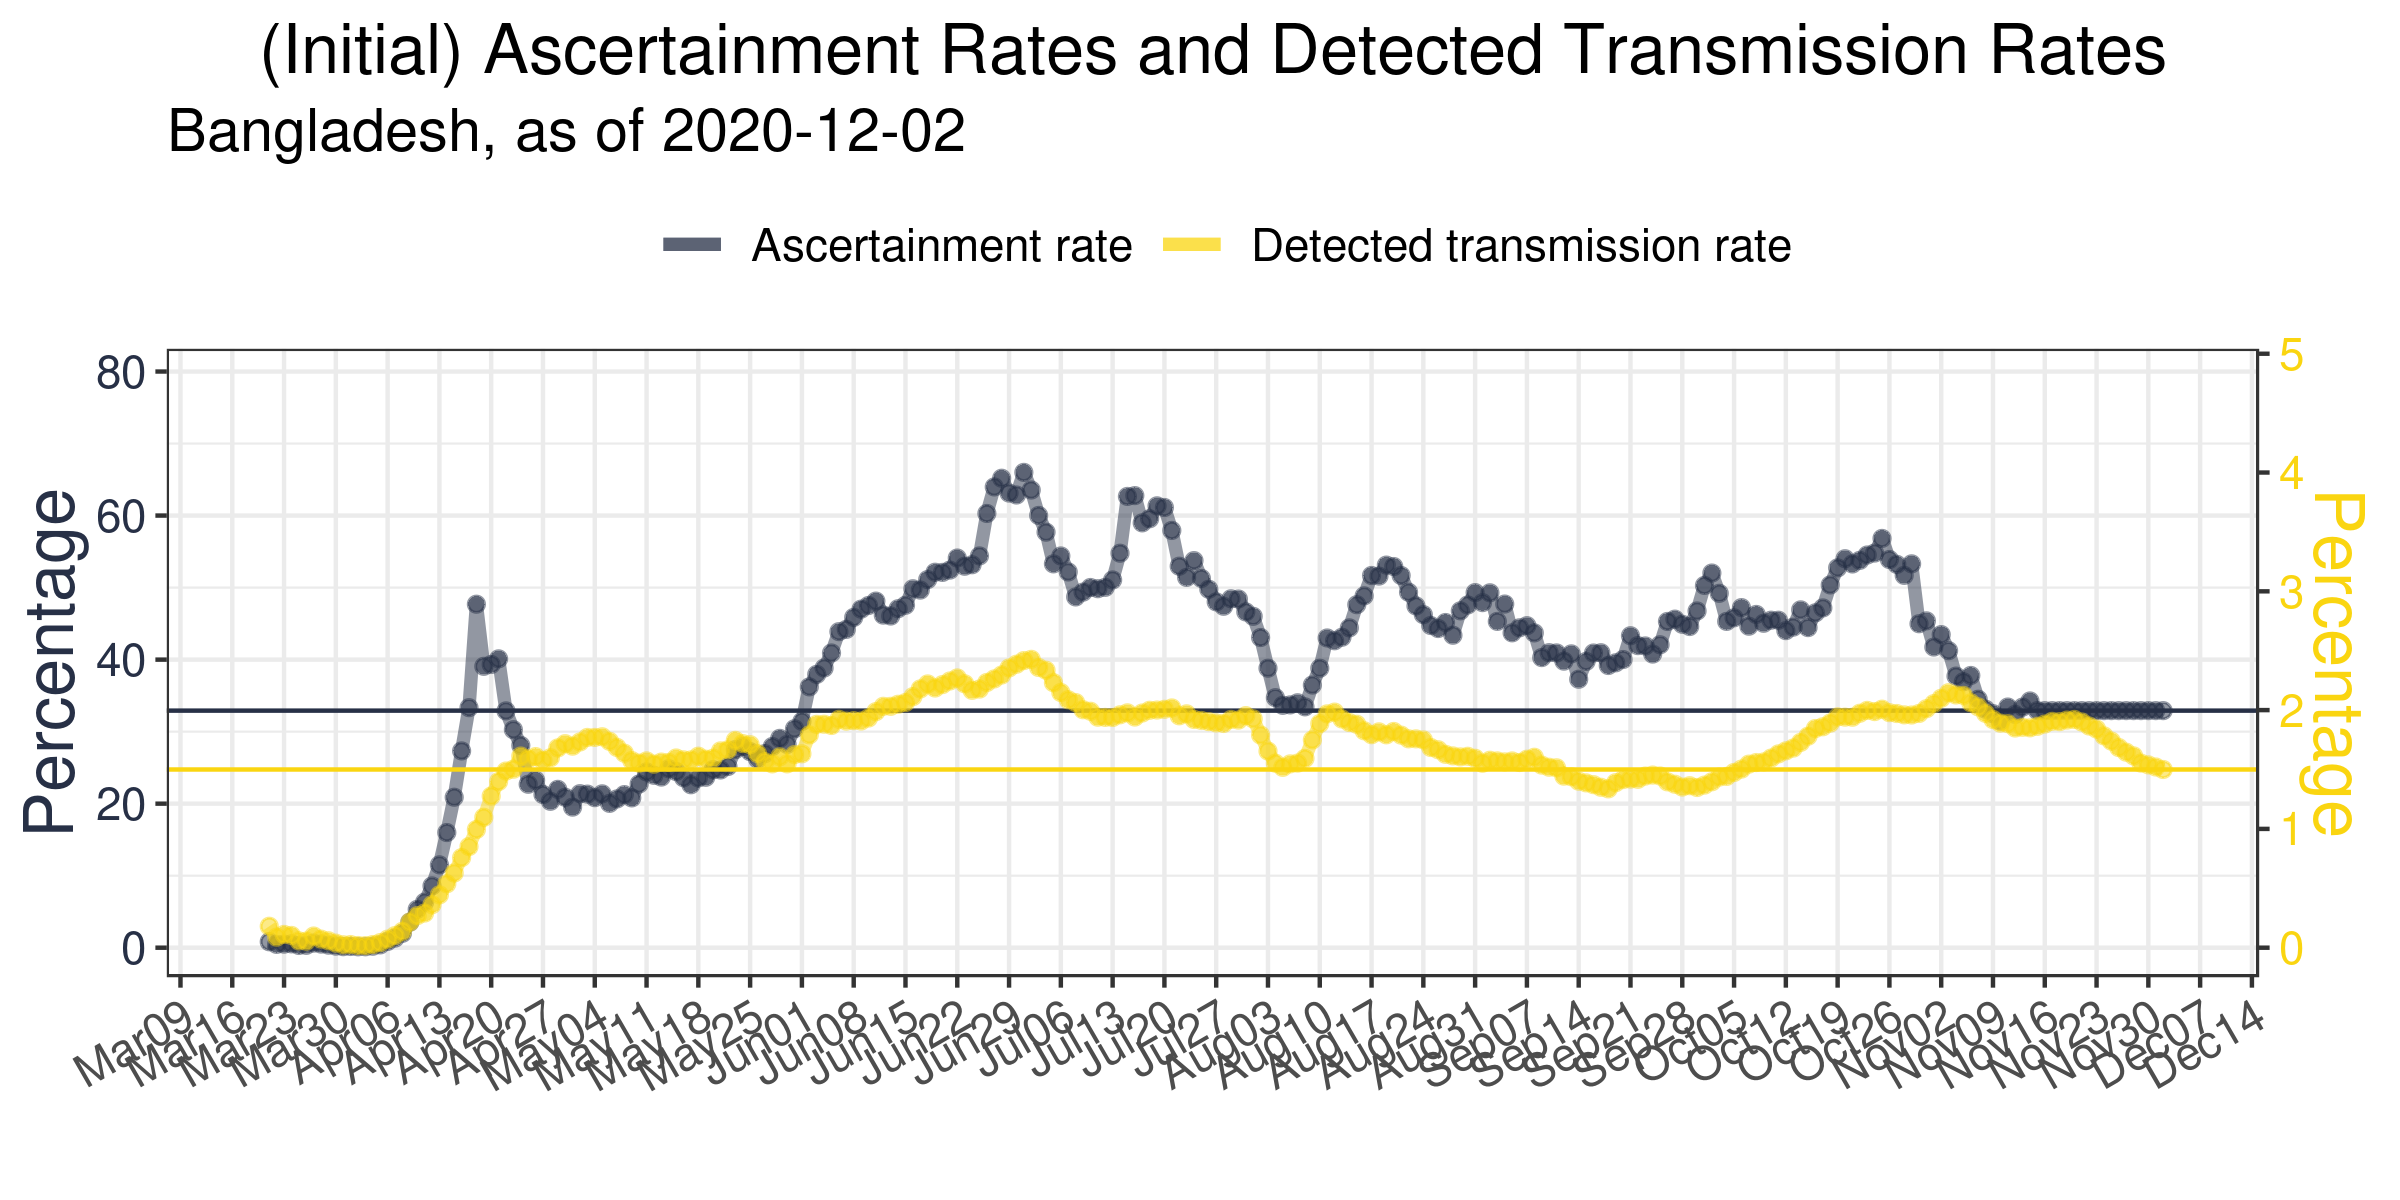 (Initial) Ascertainment Rates and Detected Transmission Rates
Bangladesh, as of 2020-12-02
Ascertainment rate Detected transmission rate
Percentage
80
60
40
20
0
5
4
3
2
1
0
Percentage
Mar09 Mar16 Mar23 Mar30 Apr06 Apr13 Apr20 Apr27 May04 May11 May18 May25 Jun01 Jun08 Jun15 Jun22 Jun29 Jul06 Jul13 Jul20 Jul27 Aug03 Aug10 Aug17 Aug24 Aug31 Sep07 Sep14 Sep21 Sep28 Oct05 Oct12 Oct19 Oct26 Nov02 Nov09 Nov16 Nov23 Nov30 Dec07 Dec14